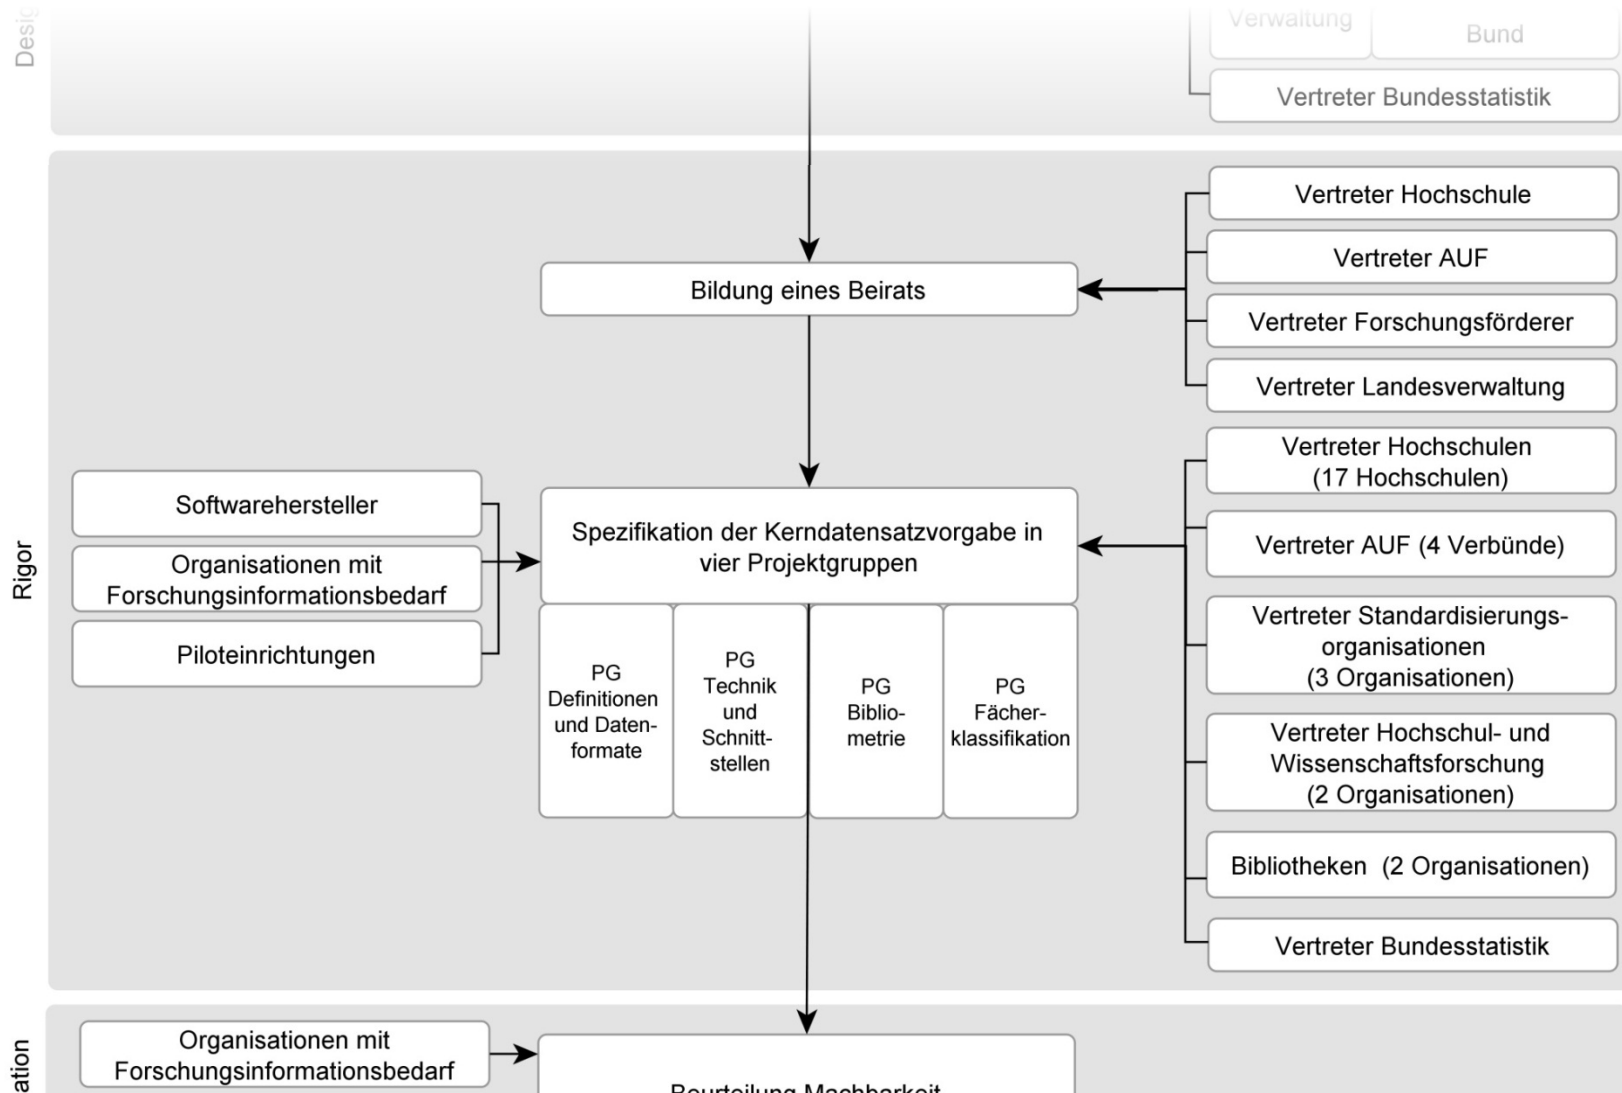 Verwaltung
Bund
Vertreter Bundesstatistik
Rigor
Vertreter Hochschule
Vertreter AUF
Vertreter Forschungsförderer
Vertreter Landesverwaltung
Bildung eines Beirats
Softwarehersteller
Organisationen mit
Forschungsinformationsbedarf
Piloteinrichtungen
Spezifikation der Kerndatensatzvorgabe in
vier Projektgruppen
PG
Definitionen
und Daten-
formate
PG
Technik
und
Schnitt-
stellen
PG
Biblio-
metrie
PG
Fächer-
klassifikation
Vertreter Hochschulen
(17 Hochschulen)
Vertreter AUF (4 Verbünde)
Vertreter Standardisierungs-
organisationen
(3 Organisationen)
Vertreter Hochschul- und
Wissenschaftsforschung
(2 Organisationen)
Bibliotheken (2 Organisationen)
Vertreter Bundesstatistik
Organisationen mit
Forschungsinformationsbedarf
Beurteilung Machbarkeit